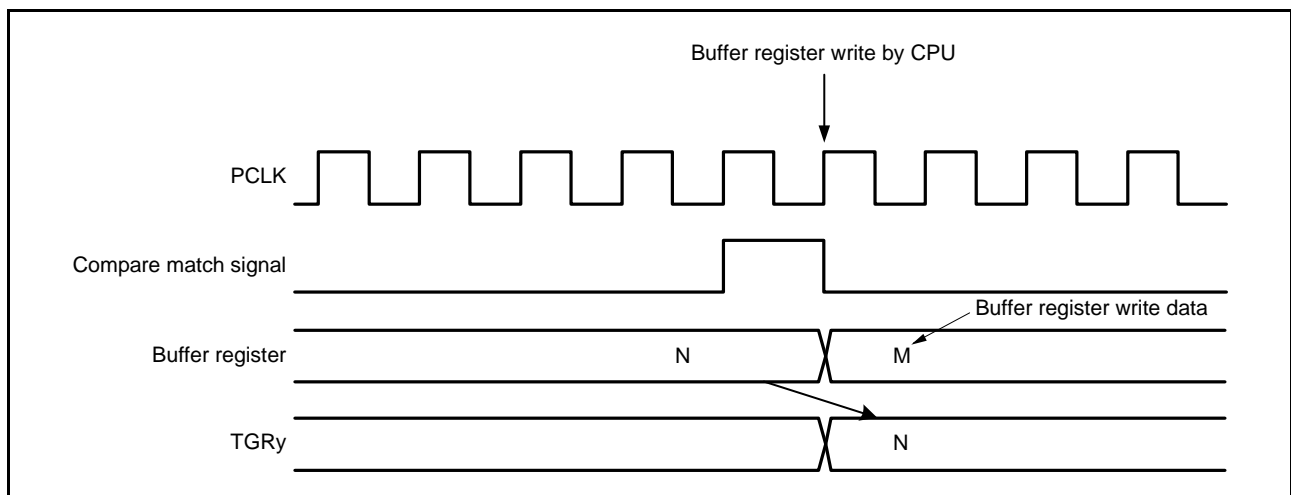 Buffer register write by CPU
PCLK
Compare match signal
Buffer register write data
Buffer register
N
M
TGRy
N